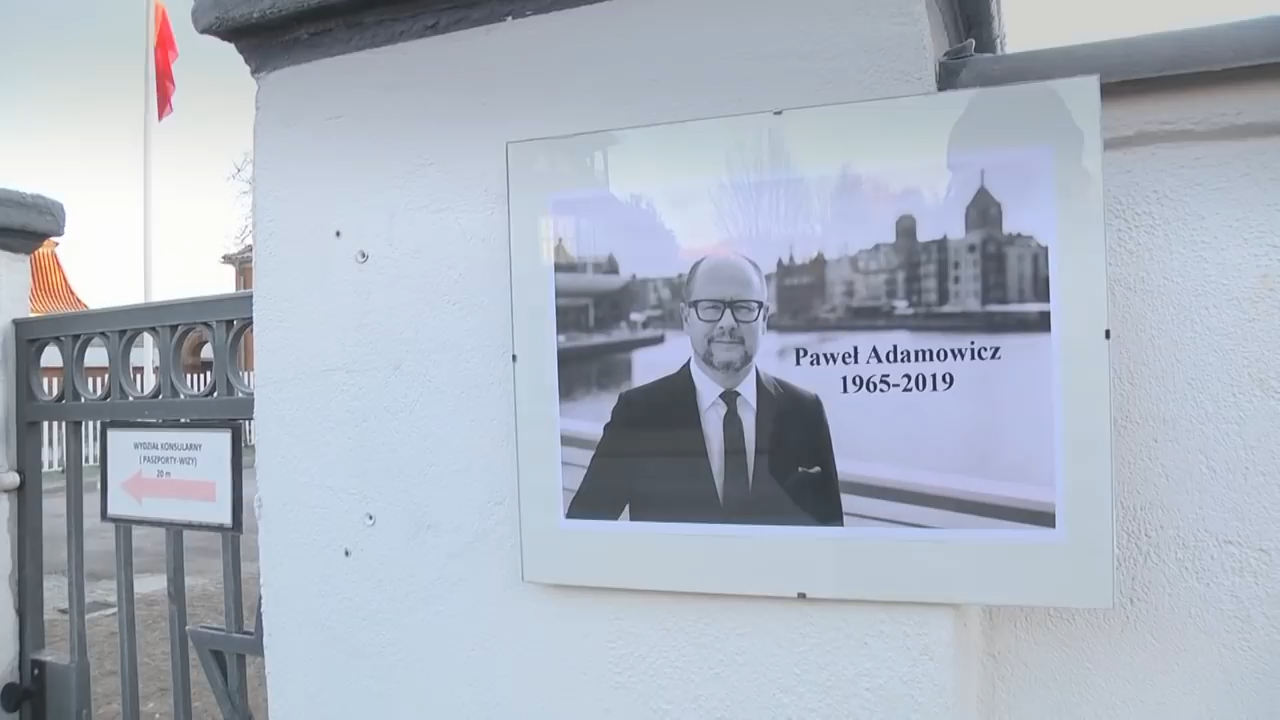 WYDZIAŁ KONSULARNY
( PASZPORTY-WIZY)
20 m
Paweł Adamowicz
1965-2019